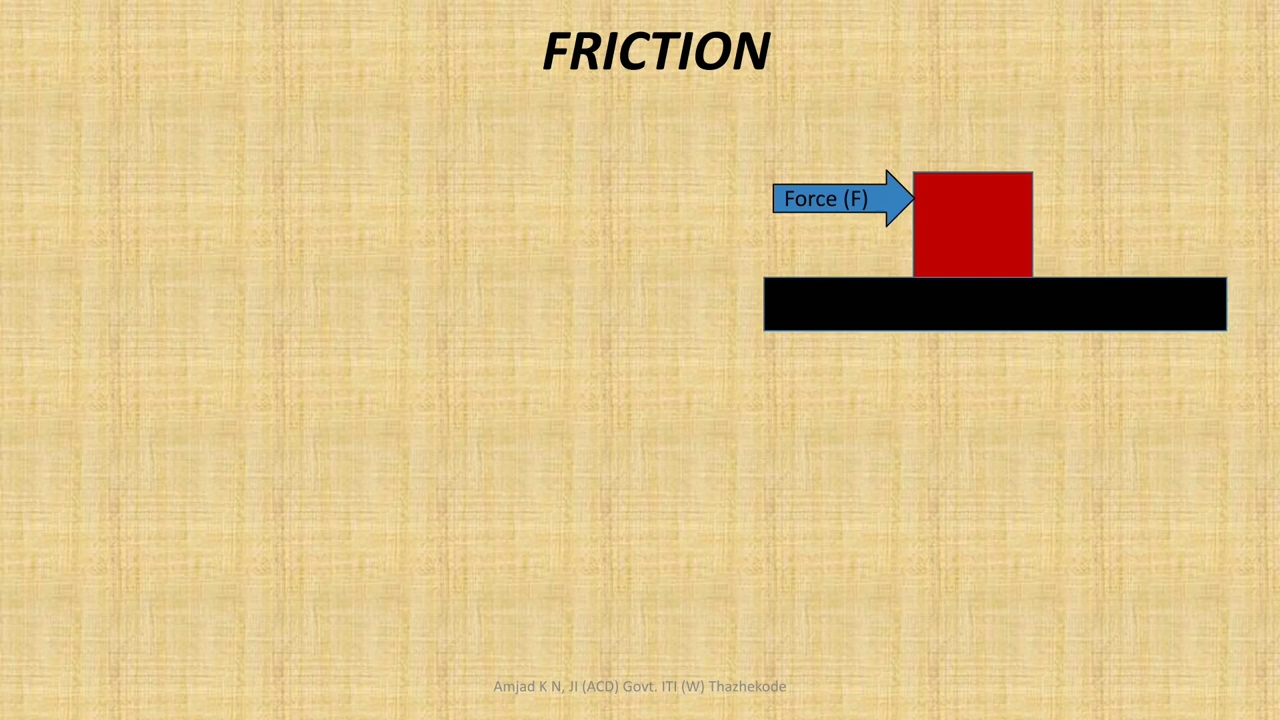 FRICTION
Force (F)
Amjad K N, JI (ACD) Govt. ITI (W) Thazhekode